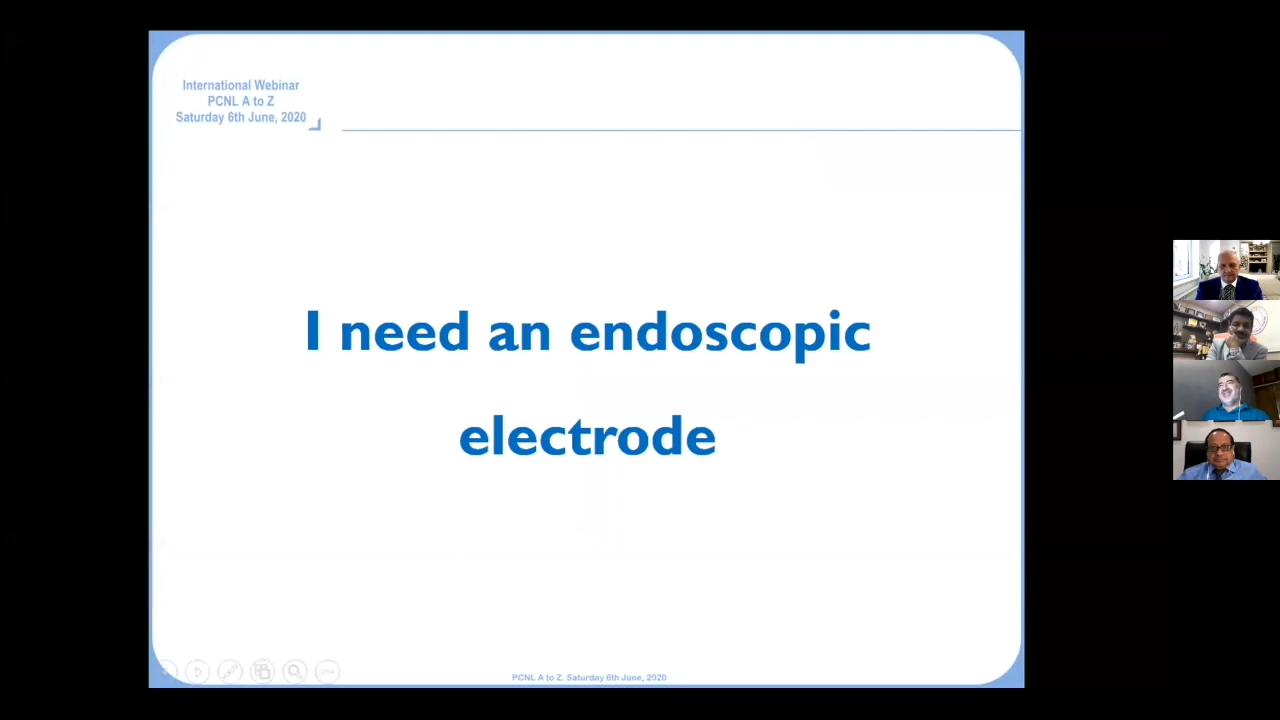 International Webinar
PCNL A to Z
Saturday 6th June, 2020
I need an endoscopic
electrode
PCNL A to Z, Saturday 6th June, 2020